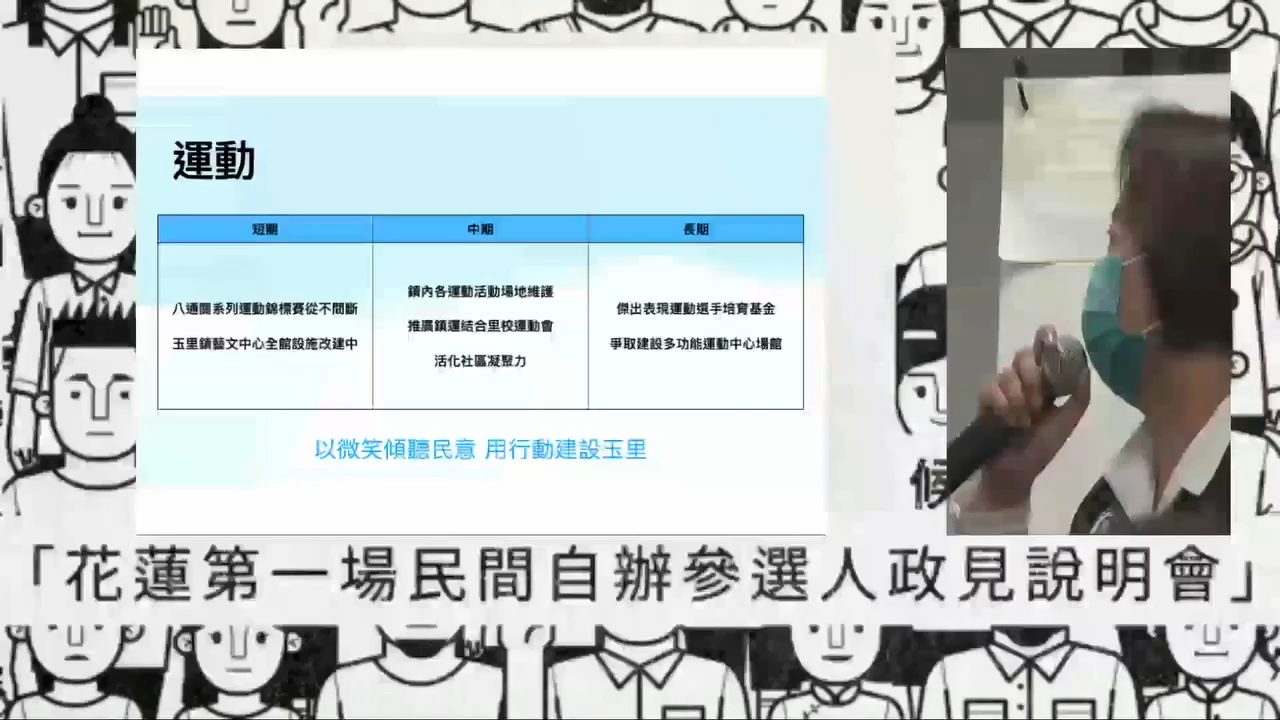 運動
短期
中期
長期
八通關系列運動錦標賽從不間斷
玉里鎮藝文中心全館設施改建中
鎮內各運動活動場地維護
推廣鎮運結合里校運動會
活化社區凝聚力
傑出表現運動選手培育基金
爭取建設多功能運動中心場館
以微笑傾聽民意 用行動建設玉里
候
「花蓮第一場民間自辦參選人政見說明會」